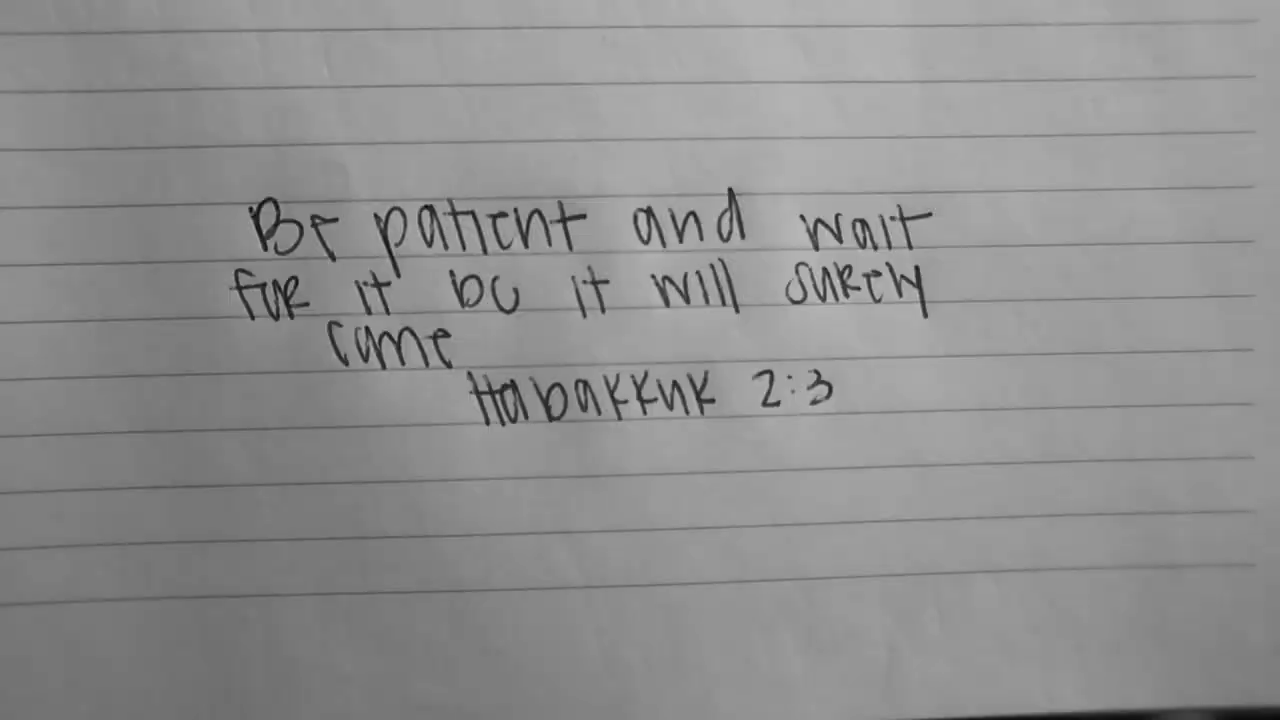 Be patient and wait
for it bc it will surely
come
Habakkuk 2:3